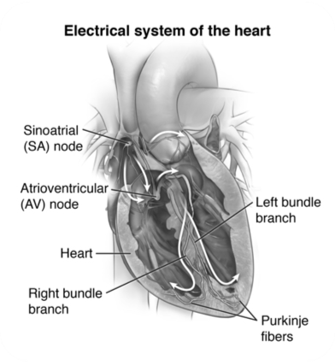 Electrical system of the heart
Sinoatrial
(SA) node
Atrioventricular
(AV) node
Heart
Right bundle
branch
Left bundle
branch
Purkinje
fibers